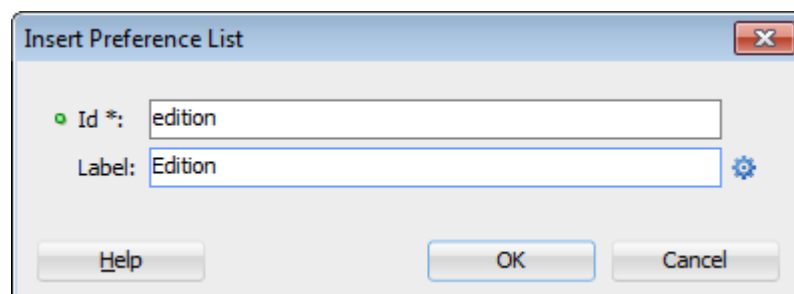 Insert Preference List
Id *: edition
Label: Edition
Help OK Cancel